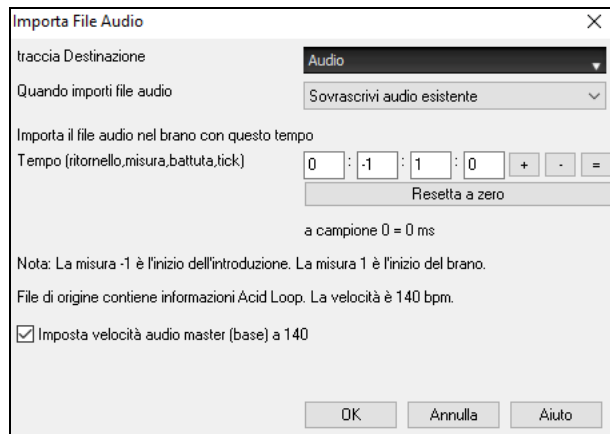 Importa File Audio
traccia Destinazione Audio
Quando importi file audio Sovrascrivi audio esistente
Importa il file audio nel brano con questo tempo
Tempo (ritornello,misura,battuta,tick) 0 : -1 : 1 : 0 + - =
Resetta a zero
a campione 0 = 0 ms
Nota: La misura -1 è l'inizio dell'introduzione. La misura 1 è l'inizio del brano.
File di origine contiene informazioni Acid Loop. La velocità è 140 bpm.
Imposta velocità audio master (base) a 140
OK Annulla Aiuto